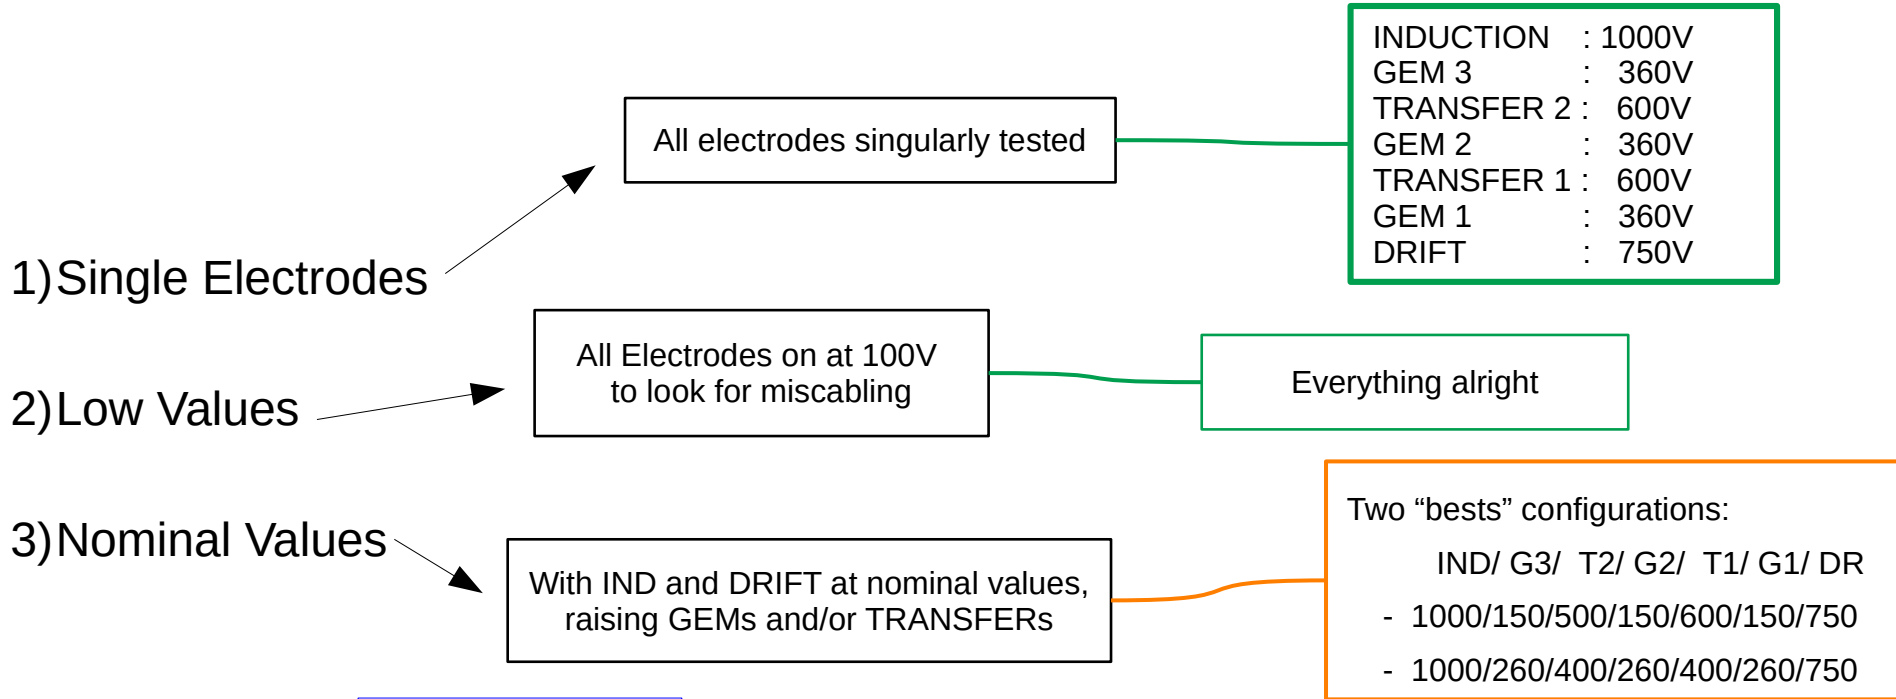 1)Single Electrodes
All electrodes singularly tested
INDUCTION : 1000V
GEM 3 : 360V
TRANSFER 2 : 600V
GEM 2 : 360V
TRANSFER 1 : 600V
GEM 1 : 360V
DRIFT : 750V
2)Low Values
All Electrodes on at 100V
to look for miscabling
Everything alright
3)Nominal Values
With IND and DRIFT at nominal values,
raising GEMs and/or TRANSFERs
Two “bests” configurations:
IND/ G3/ T2/ G2/ T1/ G1/ DR
- 1000/150/500/150/600/150/750
- 1000/260/400/260/400/260/750